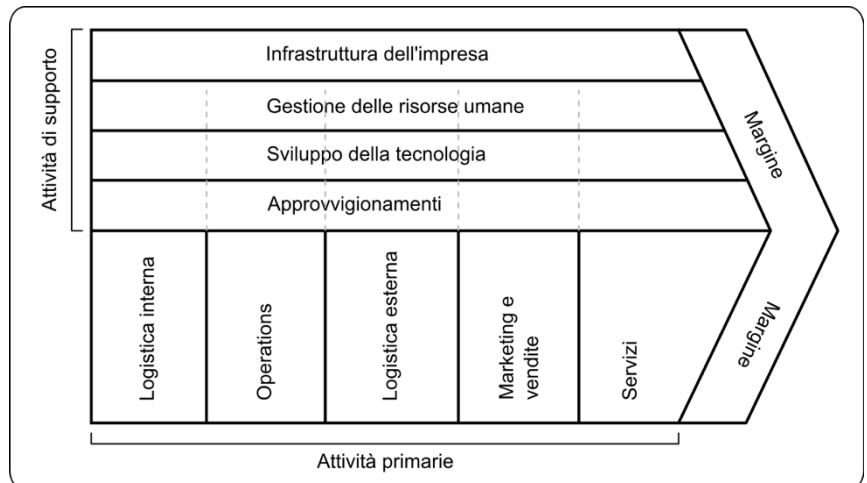 Attività di supporto
Infrastruttura dell'impresa
Gestione delle risorse umane
Sviluppo della tecnologia
Approvvigionamenti
Margine
Logistica interna
Operations
Logistica esterna
Marketing e
vendite
Servizi
Margine
Attività primarie